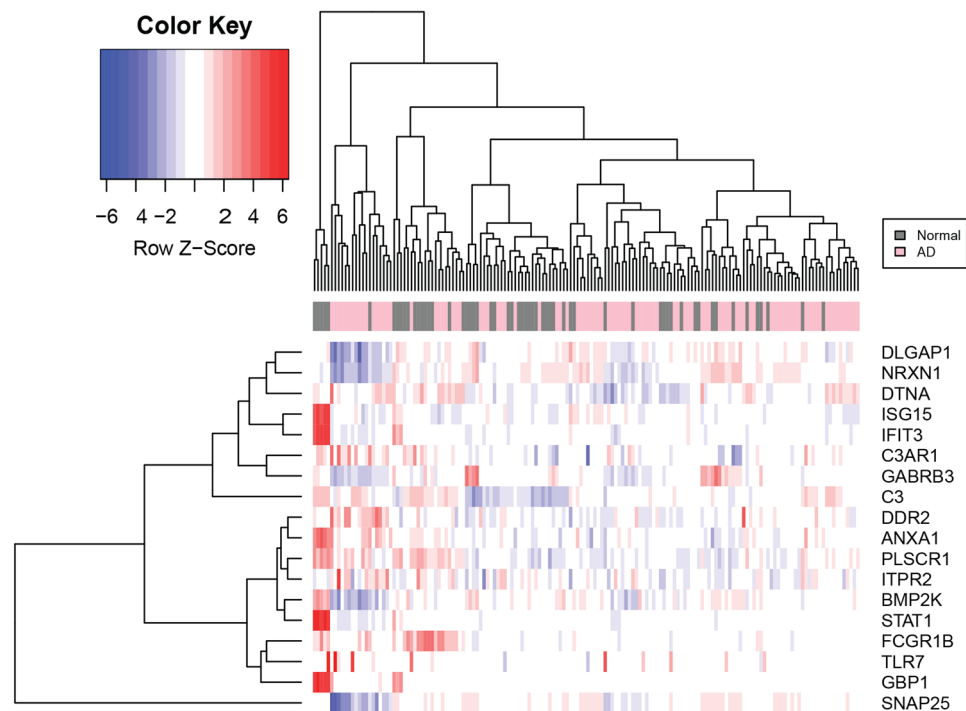 Color Key
−6 4 −2 2 4 6
Row Z−Score
Normal
AD
DLGAP1
NRXN1
DTNA
ISG15
IFIT3
C3AR1
GABRB3
C3
DDR2
ANXA1
PLSCR1
ITPR2
BMP2K
STAT1
FCGR1B
TLR7
GBP1
SNAP25